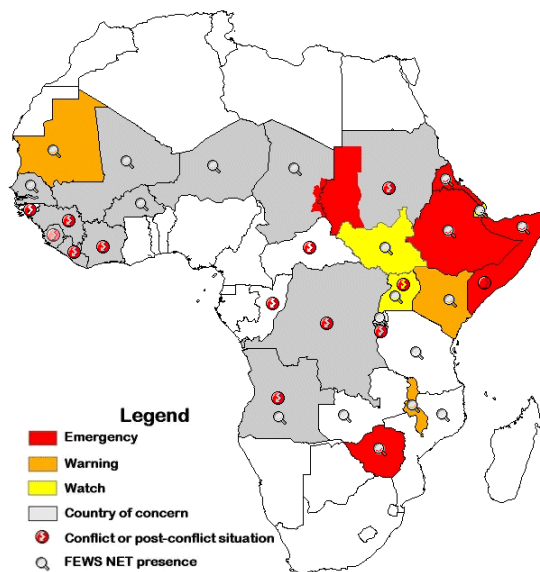 Legend
Emergency
Warning
Watch
Country of concern
Conflict or post-conflict situation
FEWS NET presence